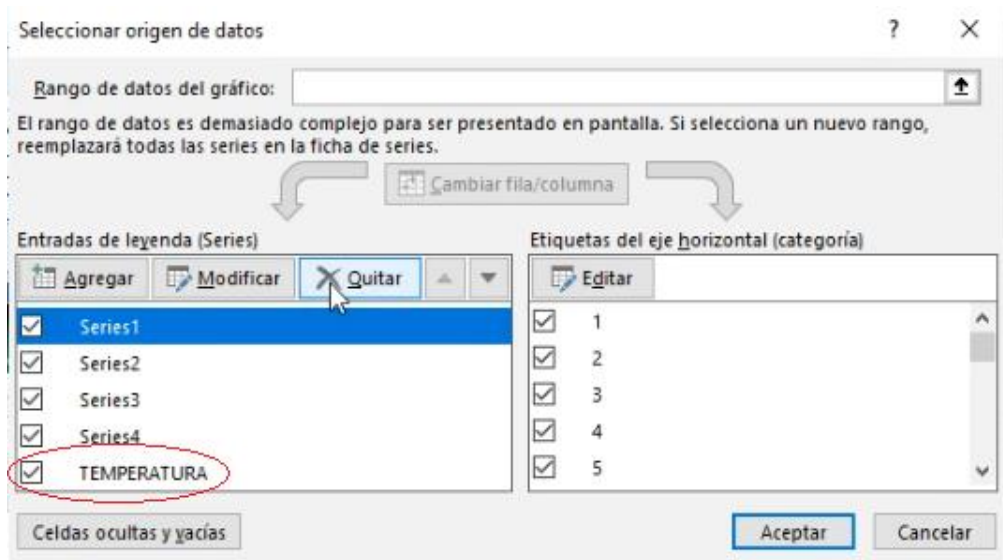 Seleccionar origen de datos ? ×
Rango de datos del gráfico:
El rango de datos es demasiado complejo para ser presentado en pantalla. Si selecciona un nuevo rango,
reemplazará todas las series en la ficha de series.
Cambiar fila/columna
Entradas de leyenda (Series)
Agregar Modificar Quitar
Series1
Series2
Series3
Series4
TEMPERATURA
Etiquetas del eje horizontal (categoría)
Editar
1
2
3
4
5
Celdas ocultas y vacías
Aceptar Cancelar